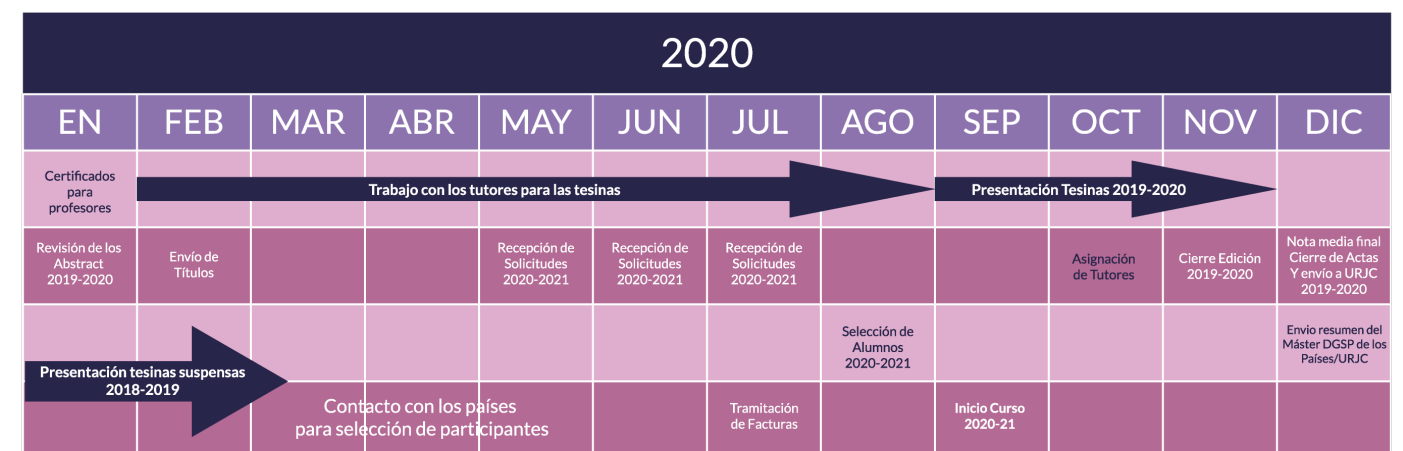 2020
EN
FEB
MAR
ABR
MAY
JUN
JUL
AGO
SEP
OCT
NOV
DIC
Certificados
para
profesores
Trabajo con los tutores para las tesinas
Presentación Tesinas 2019-2020
Revisión de los
Abstract
2019-2020
Envío de
Títulos
Recepción de
Solicitudes
2020-2021
Recepción de
Solicitudes
2020-2021
Recepción de
Solicitudes
2020-2021
Asignación
de Tutores
Cierre Edición
2019-2020
Nota media final
Cierre de Actas
Y envío a URJC
2019-2020
Presentación tesinas suspensas
2018-2019
Selección de
Alumnos
2020-2021
Envio resumen del
Máster DGSP de los
Países/URJC
Contacto con los países
para selección de participantes
Tramitación
de Facturas
Inicio Curso
2020-21